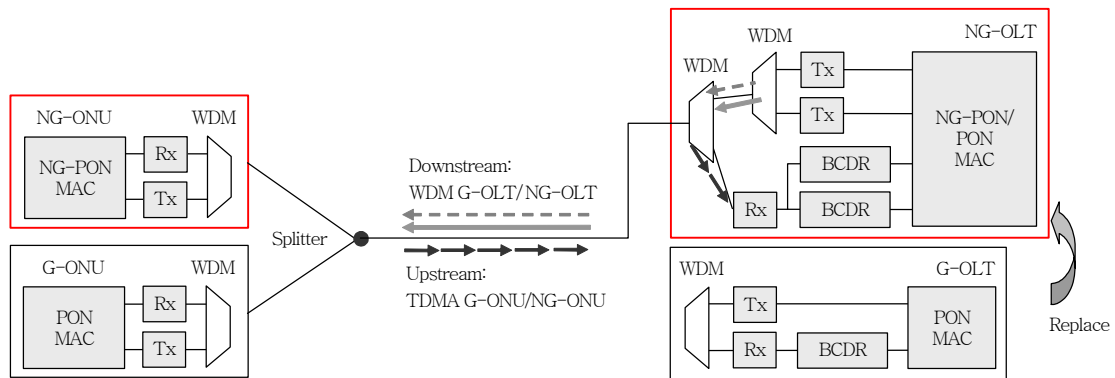 NG-ONU
WDM
NG-PON
MAC
Rx
Tx
G-ONU
WDM
PON
MAC
Rx
Tx
Splitter
Downstream:
WDM G-OLT/NG-OLT
Upstream:
TDMA G-ONU/NG-ONU
NG-OLT
WDM
WDM
Tx
Tx
NG-PON/
PON
MAC
BCDR
Rx
BCDR
WDM
G-OLT
Tx
Rx
BCDR
PON
MAC
Replace